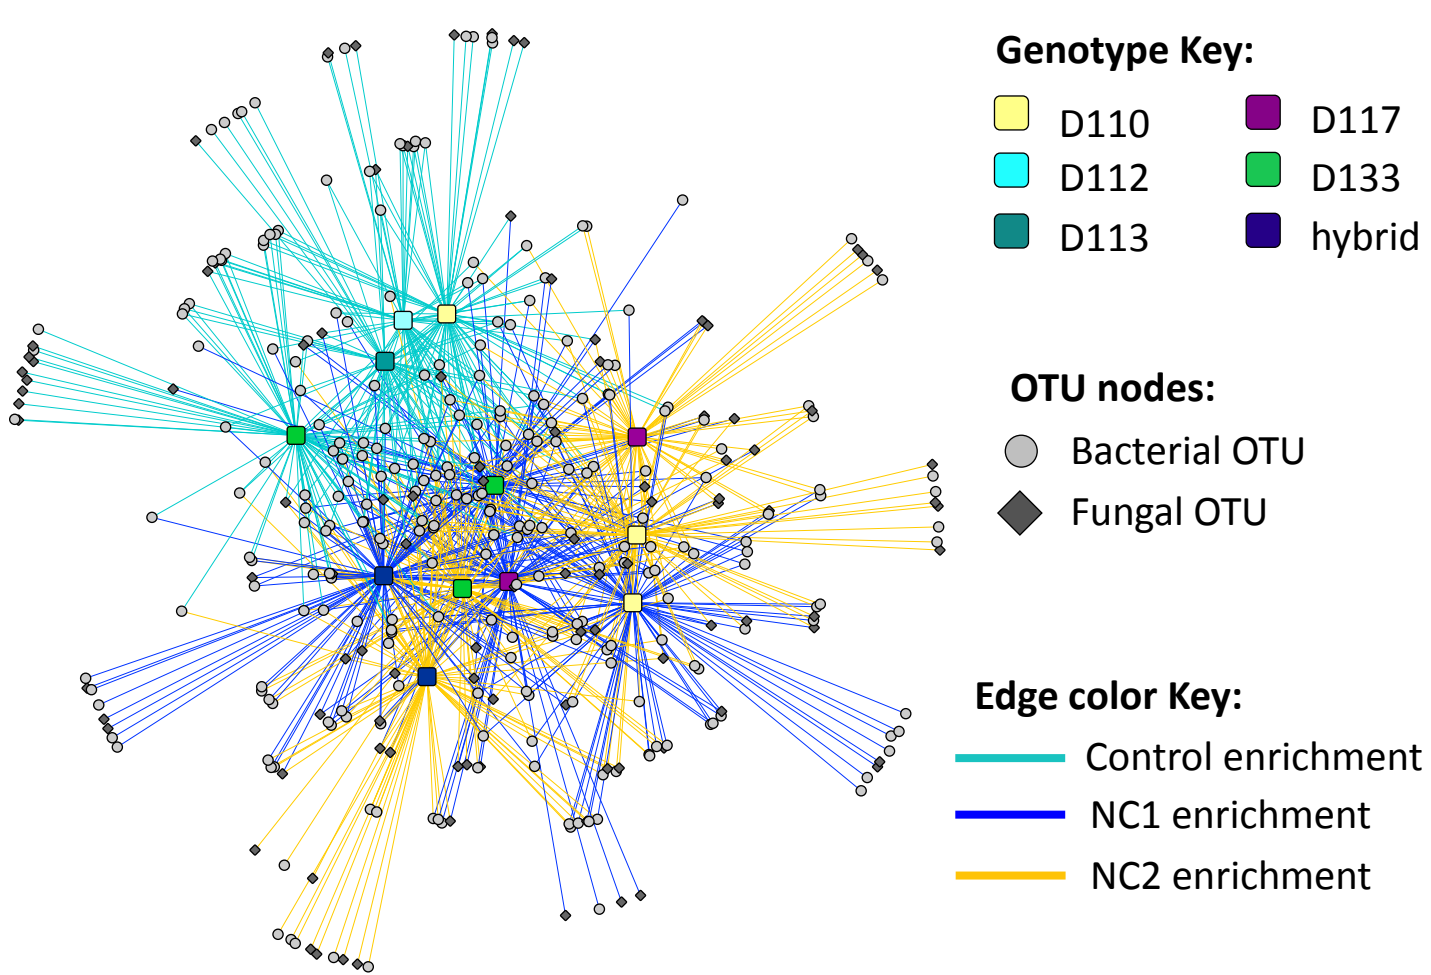 Genotype Key:
D110
D117
D112
D133
D113
hybrid
OTU nodes:
Bacterial OTU
Fungal OTU
Edge color Key:
Control enrichment
NC1 enrichment
NC2 enrichment